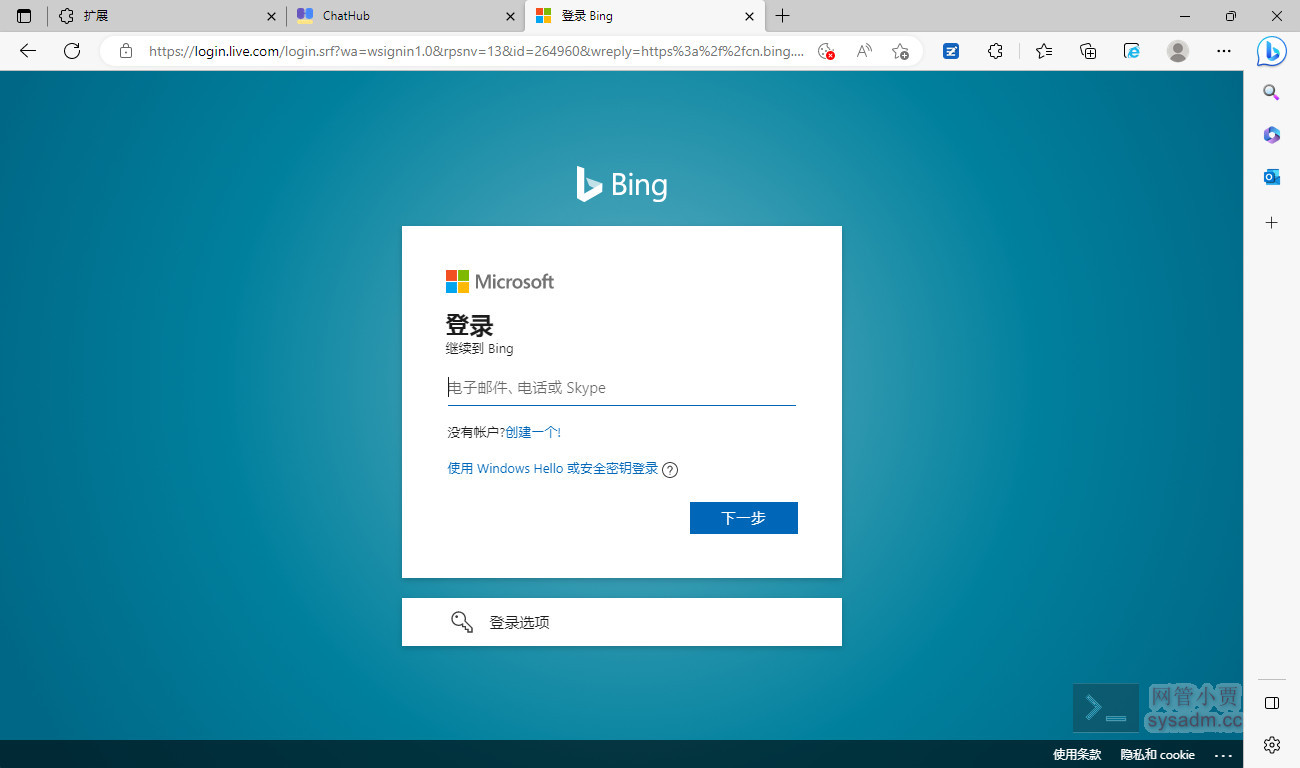 扩展
ChatHub
登录 Bing
https://login.live.com/login.srf?wa=wsignin1.0&rpsnv=13&id=264960&wreply=https%3a%2f%2fcn.bing....
Bing
Microsoft
登录
继续到 Bing
电子邮件、电话或 Skype
没有帐户?创建一个!
使用 Windows Hello 或安全密钥登录
下一步
登录选项
网管小贾
sysadm.cc
使用条款 隐私和 cookie ...